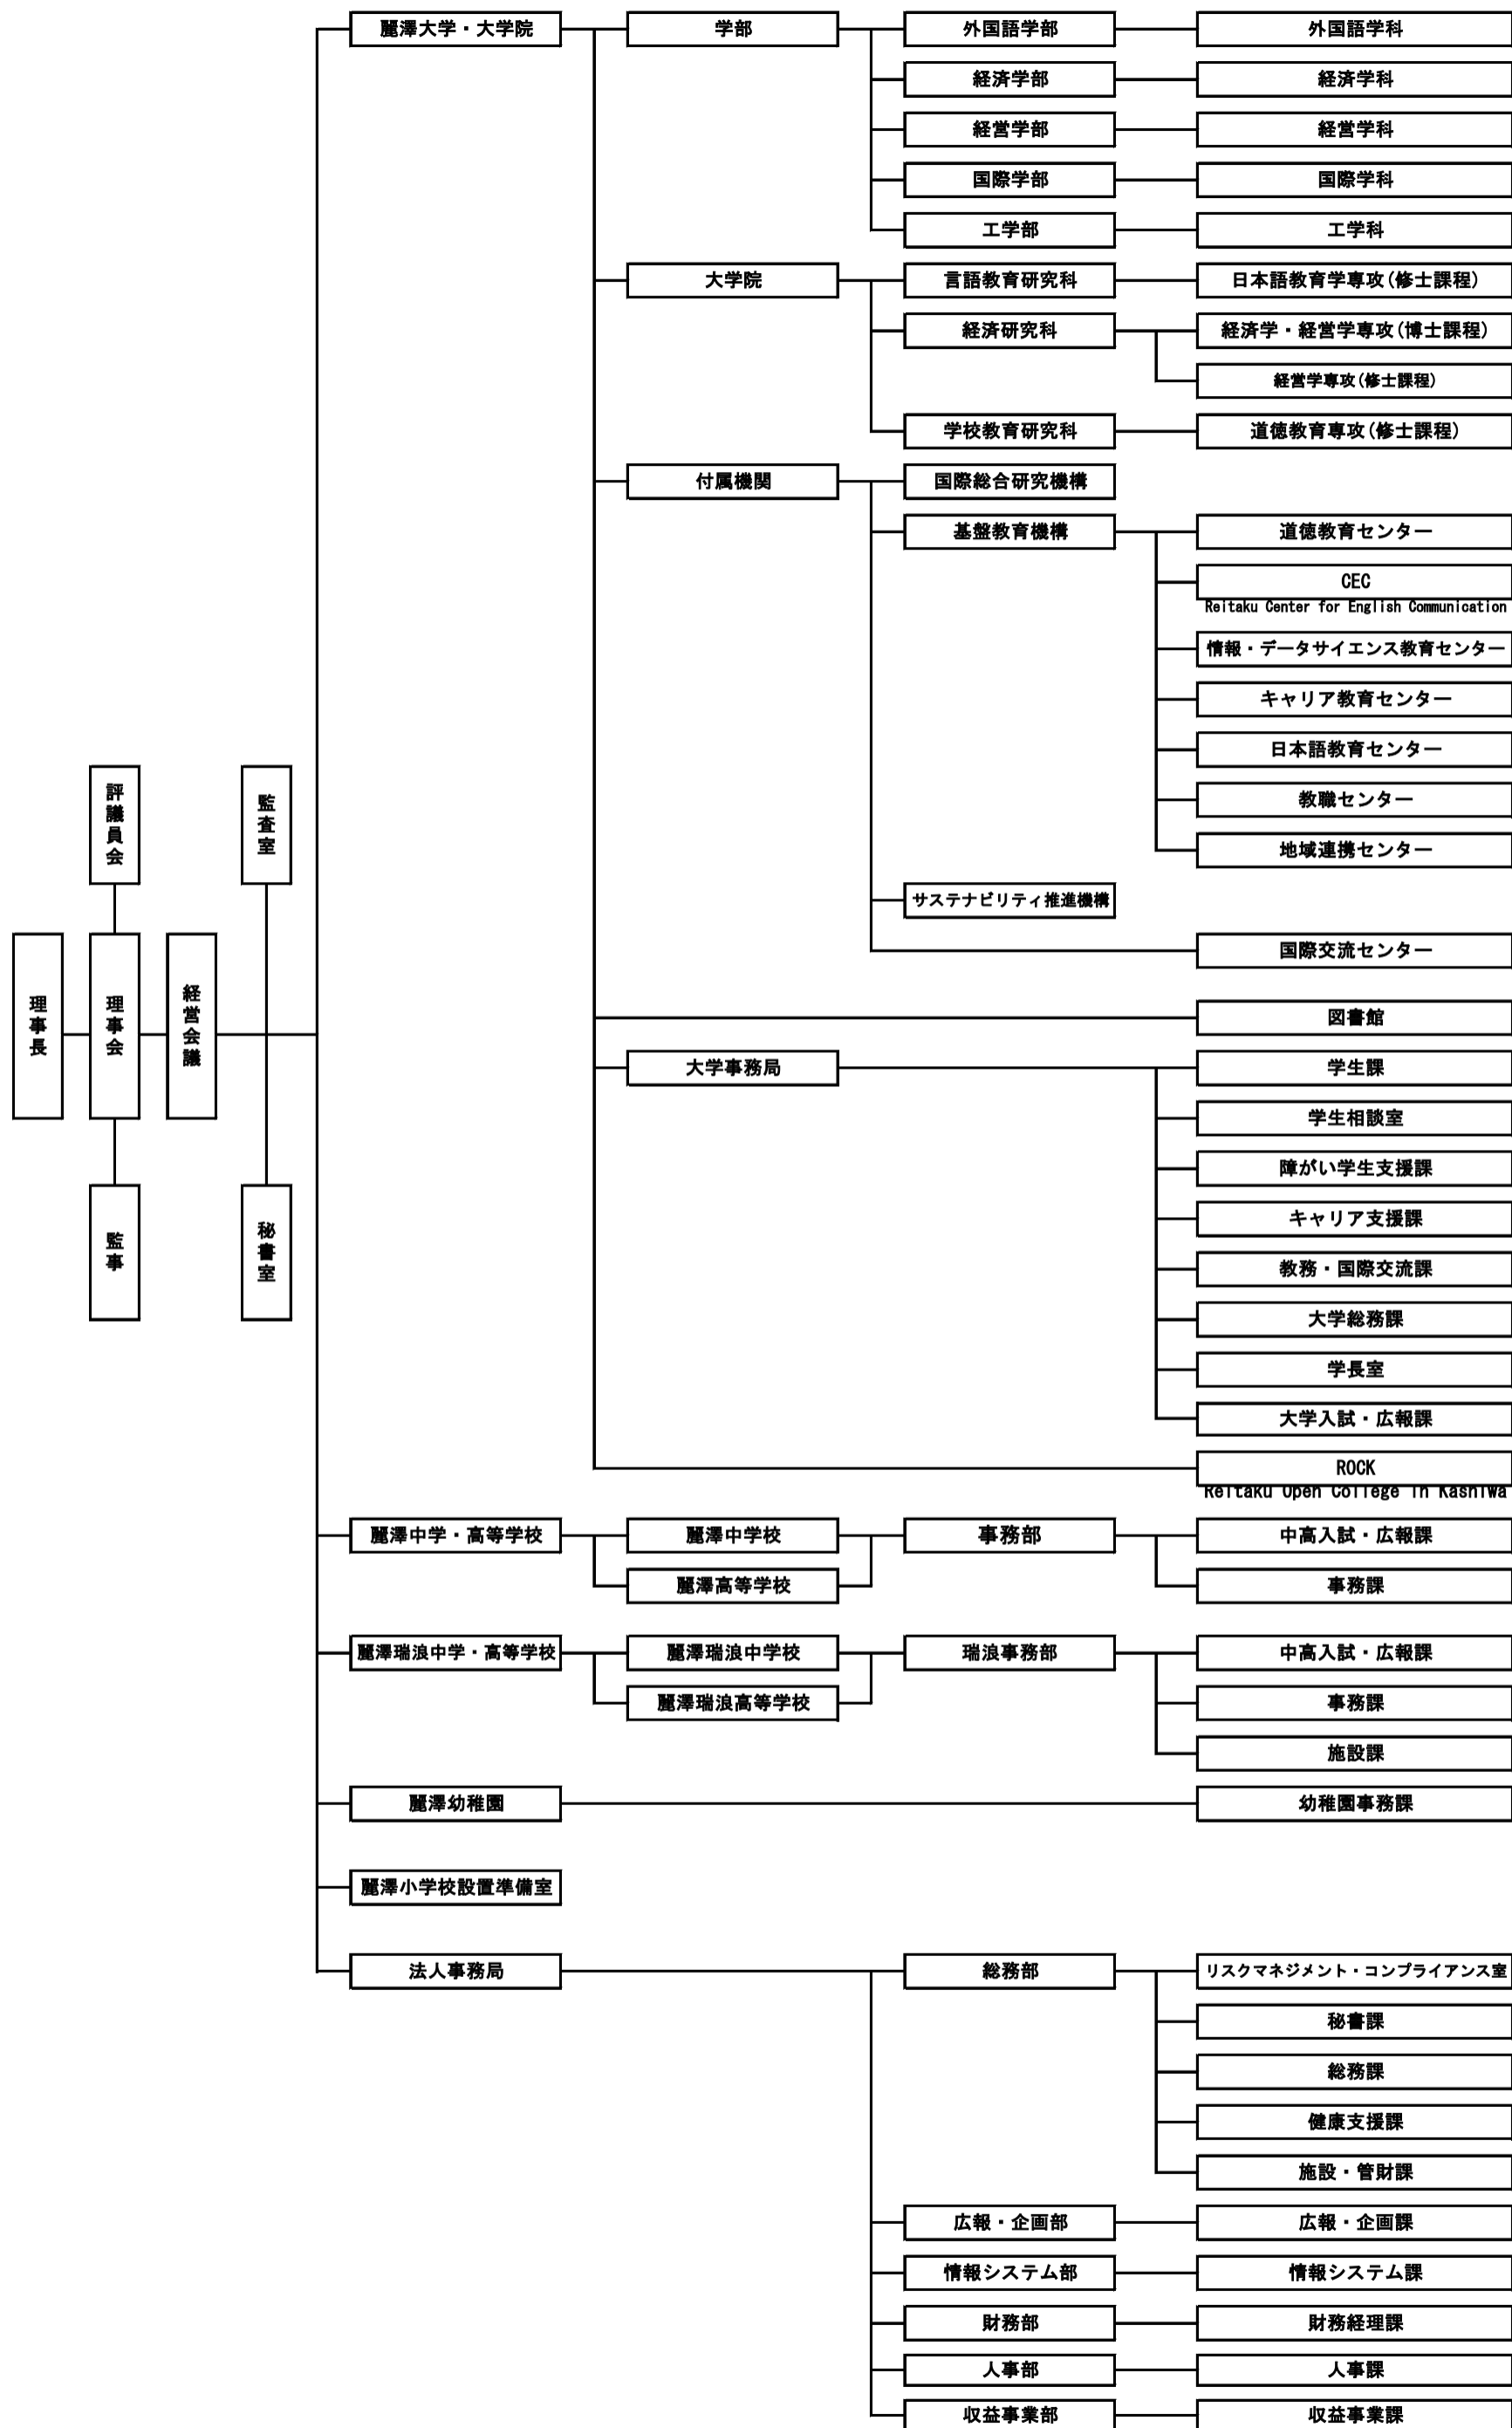 麗澤大学・大学院
学部
外国語学部
外国語学科
経済学部
経済学科
経営学部
経営学科
国際学部
国際学科
工学部
工学科
大学院
言語教育研究科
日本語教育学専攻(修士課程)
経済研究科
経済学・経営学専攻(博士課程)
経営学専攻(修士課程)
学校教育研究科
道徳教育専攻(修士課程)
付属機関
国際総合研究機構
基盤教育機構
道徳教育センター
CEC
Reitaku Center for English Communication
情報・データサイエンス教育センター
キャリア教育センター
日本語教育センター
教職センター
地域連携センター
サステナビリティ推進機構
国際交流センター
図書館
大学事務局
学生課
学生相談室
障がい学生支援課
キャリア支援課
教務・国際交流課
大学総務課
学長室
大学入試・広報課
ROCK
Reitaku Open College in Kashiwa
評議員会
監査室
理事長
理事会
経営会議
監事
秘書室
麗澤中学・高等学校
麗澤中学校
事務部
中高入試・広報課
麗澤高等学校
事務課
麗澤瑞浪中学・高等学校
麗澤瑞浪中学校
瑞浪事務部
中高入試・広報課
麗澤瑞浪高等学校
事務課
施設課
麗澤幼稚園
幼稚園事務課
麗澤小学校設置準備室
法人事務局
総務部
リスクマネジメント・コンプライアンス室
秘書課
総務課
健康支援課
施設・管財課
広報・企画部
広報・企画課
情報システム部
情報システム課
財務部
財務経理課
人事部
人事課
収益事業部
収益事業課